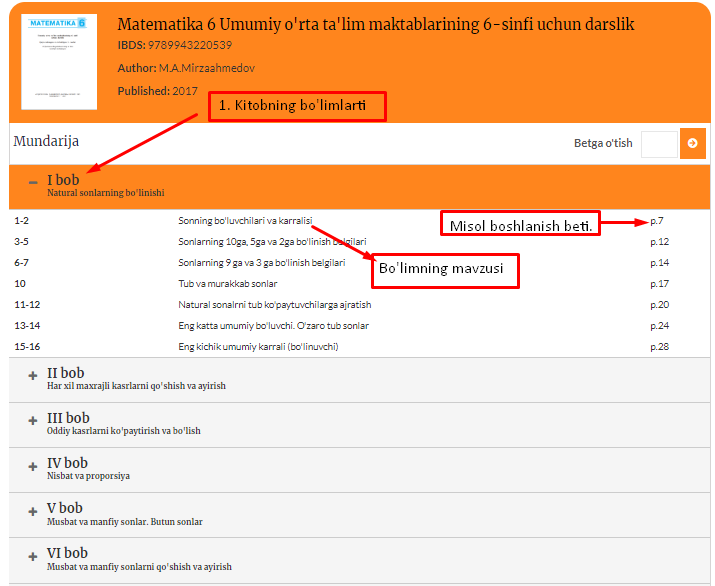 MATEMATIKA 6
Matematika 6 Umumiy o'rta ta'lim maktablarining 6-sinfi uchun darslik
IBDS: 9789943220539
Author: M.A.Mirzaahmedov
Published: 2017
1. Kitobning bo'limlarti
Mundarija
Betga o'tish
I bob
Natural sonlarning bo'linishi
1-2 Sonning bo'luvchilari va karralisi p.7
Misol boshlanish beti.
3-5 Sonlarning 10ga, 5ga va 2ga bo'linish belgilari p.12
6-7 Sonlarning 9 ga va 3 ga bo'linish belgilari p.14
Bo'limning mavzusi
10 Tub va murakkab sonlar p.17
11-12 Natural sonalrni tub ko'paytuvchilarga ajratish p.20
13-14 Eng katta umumiy bo'luvchi. O'zaro tub sonlar p.24
15-16 Eng kichik umumiy karrali (bo'linuvchi) p.28
II bob
Har xil maxrajli kasrlarni qo'shish va ayirish
III bob
Oddiy kasrlarni ko'paytirish va bo'lish
IV bob
Nisbat va proporsiya
V bob
Musbat va manfiy sonlar. Butun sonlar
VI bob
Musbat va manfiy sonlarni qo'shish va ayirish